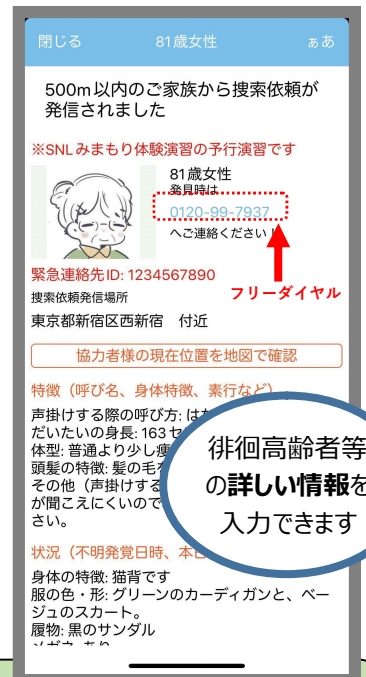 閉じる 81歳女性 ぁあ
500m以内のご家族から捜索依頼が
発信されました
※SNLみまもり体験演習の予行演習です
81歳女性
発見時は
0120-99-7937
へご連絡ください！
フリーダイヤル
緊急連絡先ID: 1234567890
捜索依頼発信場所
東京都新宿区西新宿 付近
協力者様の現在位置を地図で確認
特徴（呼び名、身体特徴、素行など）
声掛けする際の呼び方: は
だいたいの身長: 163セ
体型: 普通より少し痩
頭髪の特徴: 髪の毛
その他（声掛けする
が聞こえにくいので
さい。
徘徊高齢者等
の詳しい情報を
入力できます
状況（不明発覚日時、本
身体の特徴: 猫背です
服の色・形: グリーンのカーディガンと、ベー
ジュのスカート。
履物: 黒のサンダル